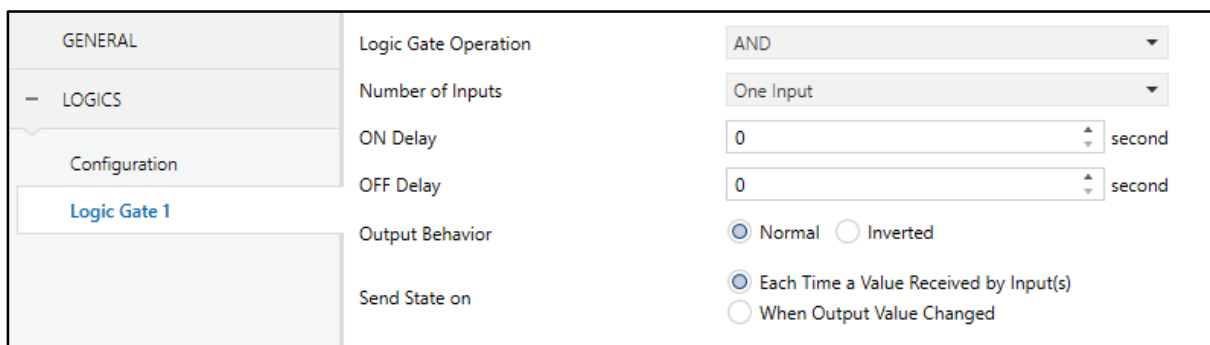 GENERAL
LOGICS
Configuration
Logic Gate 1
Logic Gate Operation AND
Number of Inputs One Input
ON Delay 0 second
OFF Delay 0 second
Output Behavior Normal Inverted
Send State on Each Time a Value Received by Input(s)
When Output Value Changed